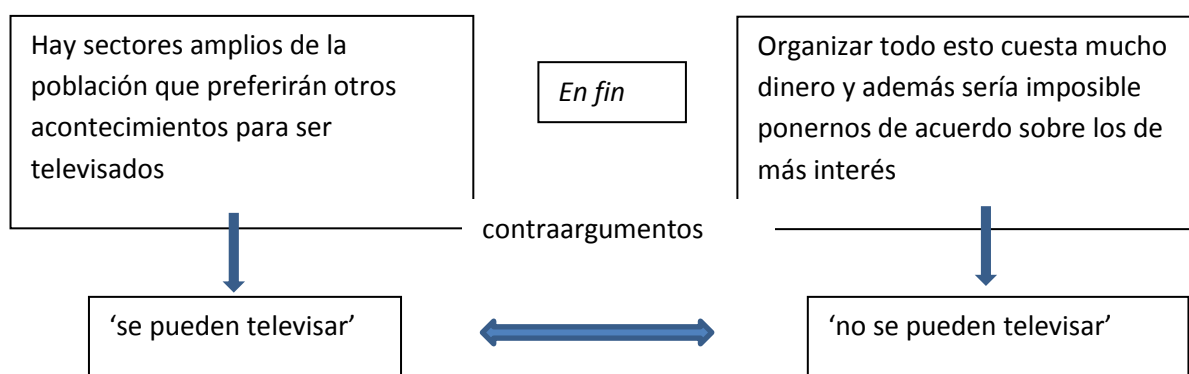 Hay sectores amplios de la
población que preferirán otros
acontecimientos para ser
televisados
En fin
Organizar todo esto cuesta mucho
dinero y además sería imposible
ponernos de acuerdo sobre los de
más interés
contraargumentos
‘se pueden televisar’
‘no se pueden televisar’